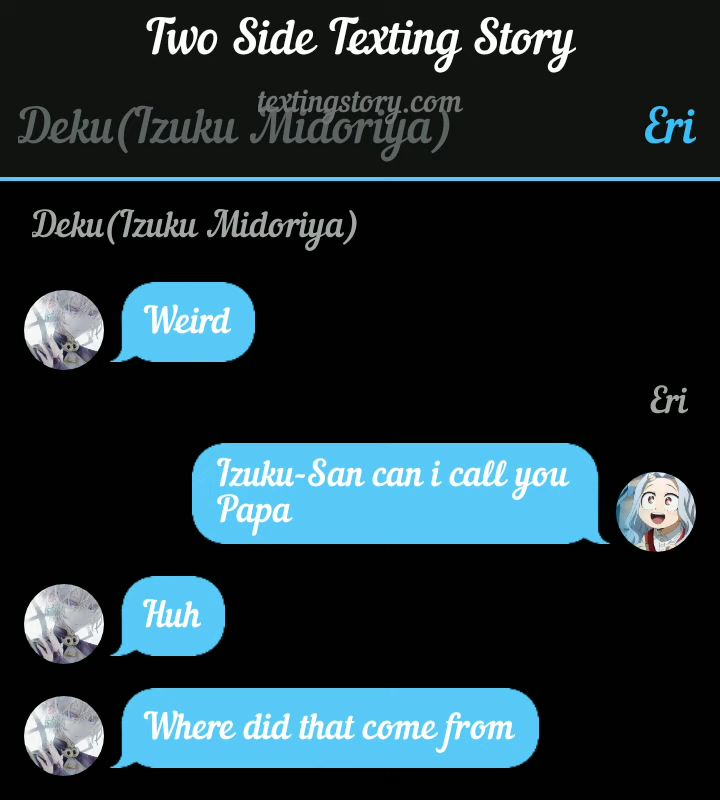 Two Side Texting Story
textingstory.com
Deku(Izuku Midoriya)
Eri
Deku(Izuku Midoriya)
Weird
Eri
Izuku-San can i call you
Papa
Huh
Where did that come from